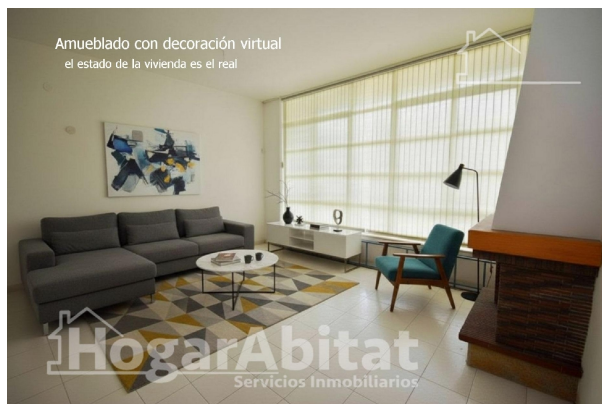 Amueblado con decoración virtual
el estado de la vivienda es el real
HogarAbitat
Servicios Inmobiliarios